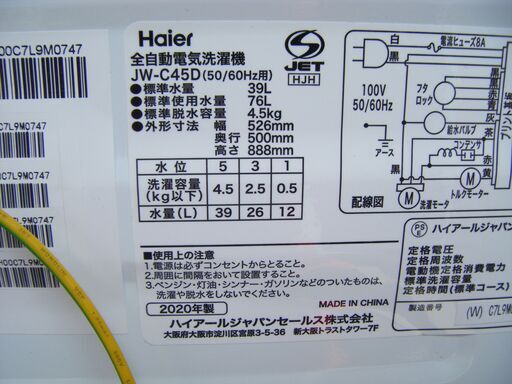 00C7L9M0747
C7L9M0747
7L9M0747
Haier
全自動電気洗濯機
JW-C45D(50/60Hz用)
S
JET
HJH
●標準水量 39L
●標準使用水量 76L
●標準脱水容量 4.5kg
●外形寸法 幅 526mm
奥行 500mm
高さ 888mm
水 位 5 3 1
洗濯容量(kg以下) 4.5 2.5 0.5
水量(L) 39 26 12
■使用上の注意
1.電源は必ずコンセントからとること。
2.周囲に間隔をおいて設置すること。
3.ベンジン・灯油・シンナー・ガソリンなどのついたものは、
洗濯や脱水をしないでください。
MADE IN CHINA
2020年製
ハイアールジャパンセールス株式会社
大阪府大阪市淀川区宮原3-5-36 新大阪トラストタワー7F
白
黒
電流ヒューズ8A
100V
50/60Hz
アース
フタ
ロック
給水バルブ
コンデンサ
灰
茶
赤
黄
M
M
トルクモーター
洗濯モータ
配線図
PS
E
ハイアールジャパン
定格電圧
定格周波数
電動機定格消費電力
標準洗濯容量
定格時間(標準コース)
製造番号
(W) C7L9M0